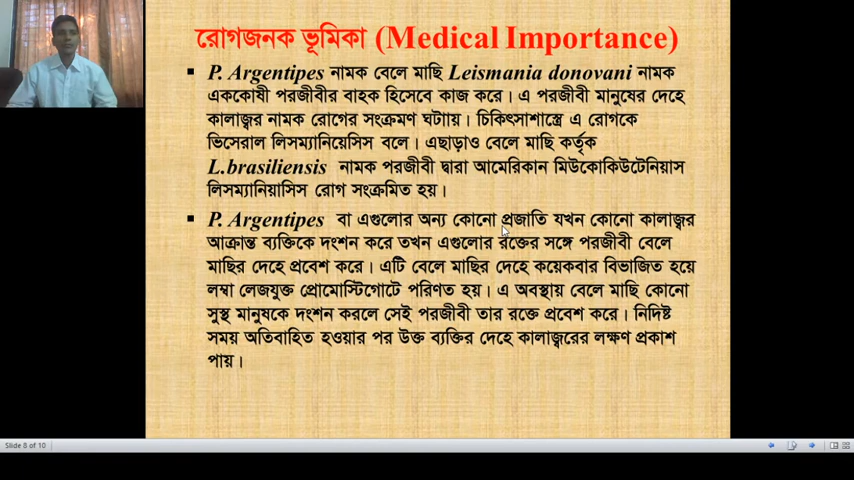 রোগজনক ভূমিকা (Medical Importance)
▪ P. Argentipes নামক বেলে মাছি Leismania donovani নামক
এককোষী পরজীবীর বাহক হিসেবে কাজ করে। এ পরজীবী মানুষের দেহে
কালাজ্বর নামক রোগের সংক্রমণ ঘটাায়। চিকিৎসাশাস্ত্রে এ রোগকে
ভিসেরাল লিসম্যানিয়েসিস বলে। এছাড়াও বেলে মাছি কর্তৃক
L.brasiliensis নামক পরজীবী দ্বারা আমেরিকান মিউকোকিউটেনিয়াস
লিসম্যানিয়াসিস রোগ সংক্রমিত হয়।
▪ P. Argentipes বা এগুলোর অন্য কোনো প্রজাতি যখন কোনো কালাজ্বর
আক্রান্ত ব্যক্তিকে দংশন করে তখন এগুলোর রক্তের সঙ্গে পরজীবী বেলে
মাছির দেহে প্রবেশ করে। এটি বেলে মাছির দেহে কয়েকবার বিভাজিত হয়ে
লম্বা লেজযুক্ত প্রোমোস্টিগোটে পরিণত হয়। এ অবস্থায় বেলে মাছি কোনো
সুস্থ মানুষকে দংশন করলে সেই পরজীবী তার রক্তে প্রবেশ করে। নিদিষ্ট
সময় অতিবাহিত হওয়ার পর উক্ত ব্যক্তির দেহে কালাজ্বরের লক্ষণ প্রকাশ
পায়।
Slide 8 of 10